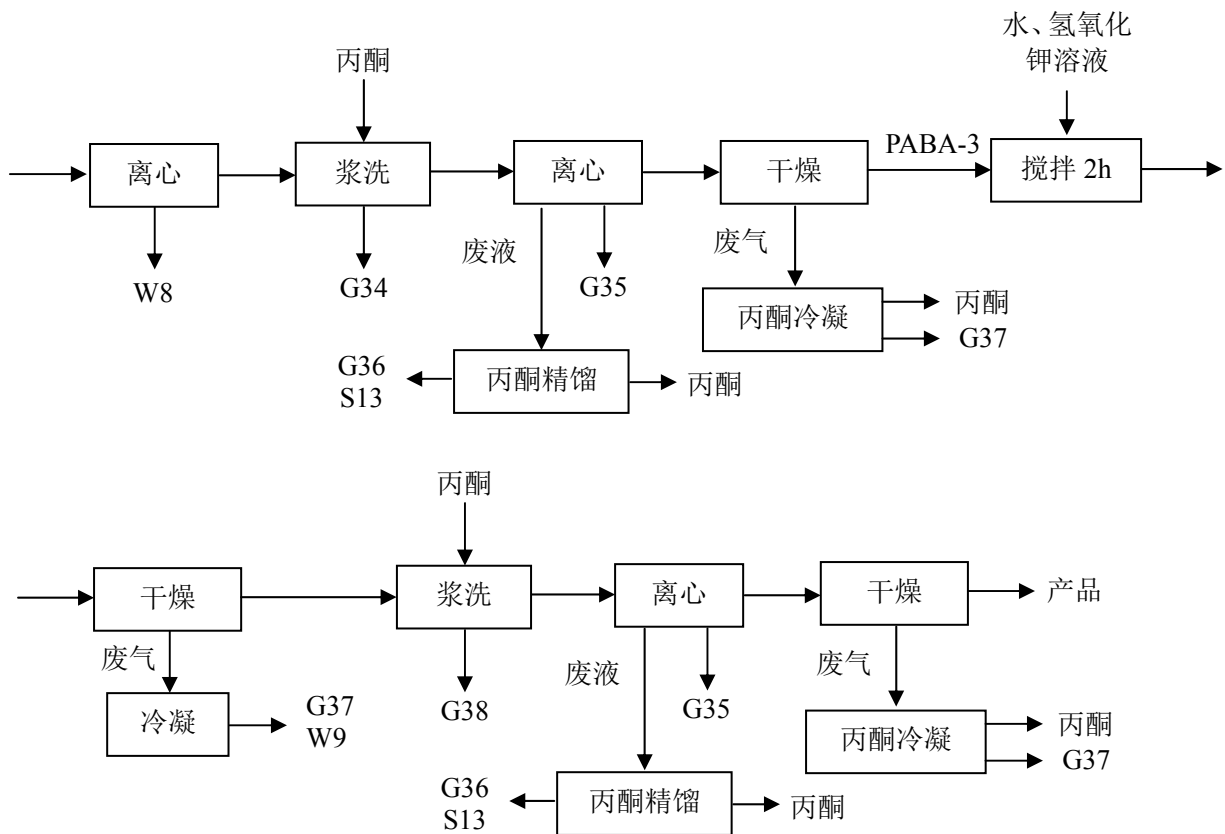 水、氢氧化
钾溶液
丙酮
PABA-3
离心
浆洗
离心
干燥
搅拌 2h
废液
废气
W8
G34
G35
丙酮冷凝
丙酮
G37
G36
S13
丙酮精馏
丙酮
丙酮
干燥
浆洗
离心
干燥
产品
废气
废液
废气
冷凝
G37
W9
G38
G35
丙酮冷凝
丙酮
G37
G36
S13
丙酮精馏
丙酮